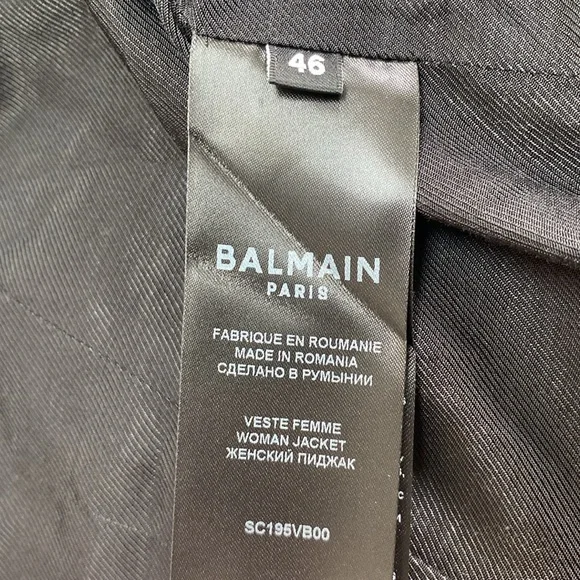 46
BALMAIN
PARIS
FABRIQUE EN ROUMANIE
MADE IN ROMANIA
СДЕЛАНО В РУМЫНИИ
VESTE FEMME
WOMAN JACKET
ЖЕНСКИЙ ПИДЖАК
SC195VB00